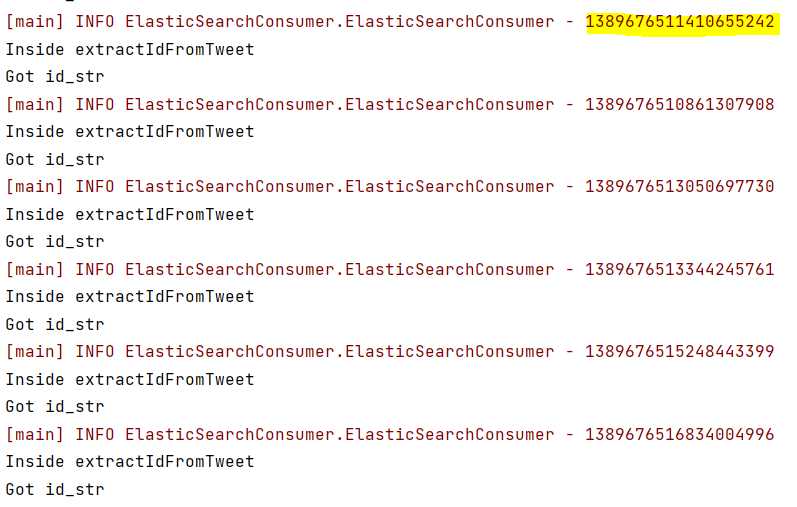 [main] INFO ElasticSearchConsumer.ElasticSearchConsumer - 1389676511410655242
Inside extractIdFromTweet
Got id_str
[main] INFO ElasticSearchConsumer.ElasticSearchConsumer - 1389676510861307908
Inside extractIdFromTweet
Got id_str
[main] INFO ElasticSearchConsumer.ElasticSearchConsumer - 1389676513050697730
Inside extractIdFromTweet
Got id_str
[main] INFO ElasticSearchConsumer.ElasticSearchConsumer - 1389676513344245761
Inside extractIdFromTweet
Got id_str
[main] INFO ElasticSearchConsumer.ElasticSearchConsumer - 1389676515248443399
Inside extractIdFromTweet
Got id_str
[main] INFO ElasticSearchConsumer.ElasticSearchConsumer - 1389676516834004996
Inside extractIdFromTweet
Got id_str